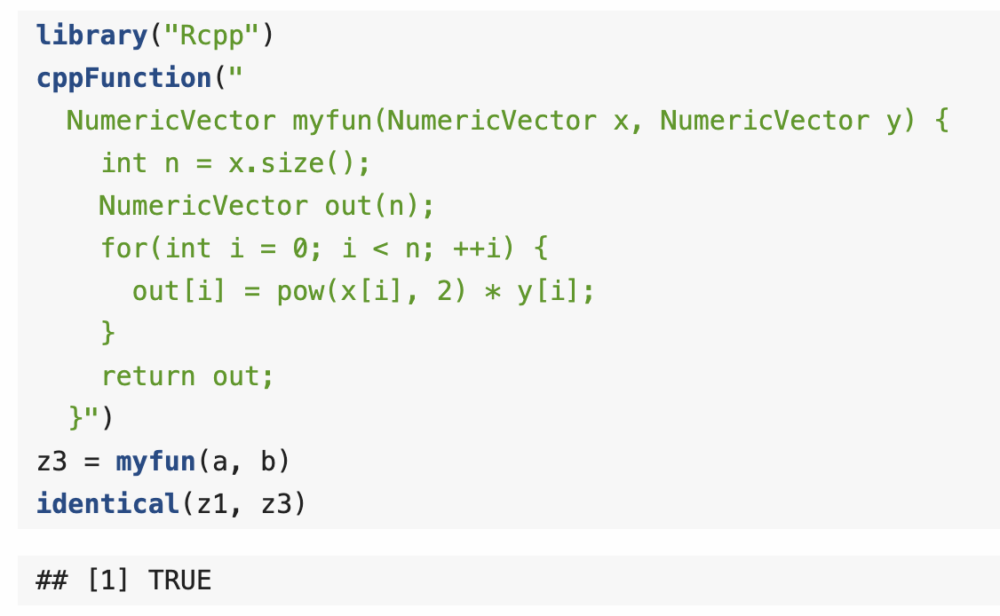 library("Rcpp")
cppFunction("
  NumericVector myfun(NumericVector x, NumericVector y) {
    int n = x.size();
    NumericVector out(n);
    for(int i = 0; i < n; ++i) {
      out[i] = pow(x[i], 2) * y[i];
    }
    return out;
  }")
z3 = myfun(a, b)
identical(z1, z3)
## [1] TRUE